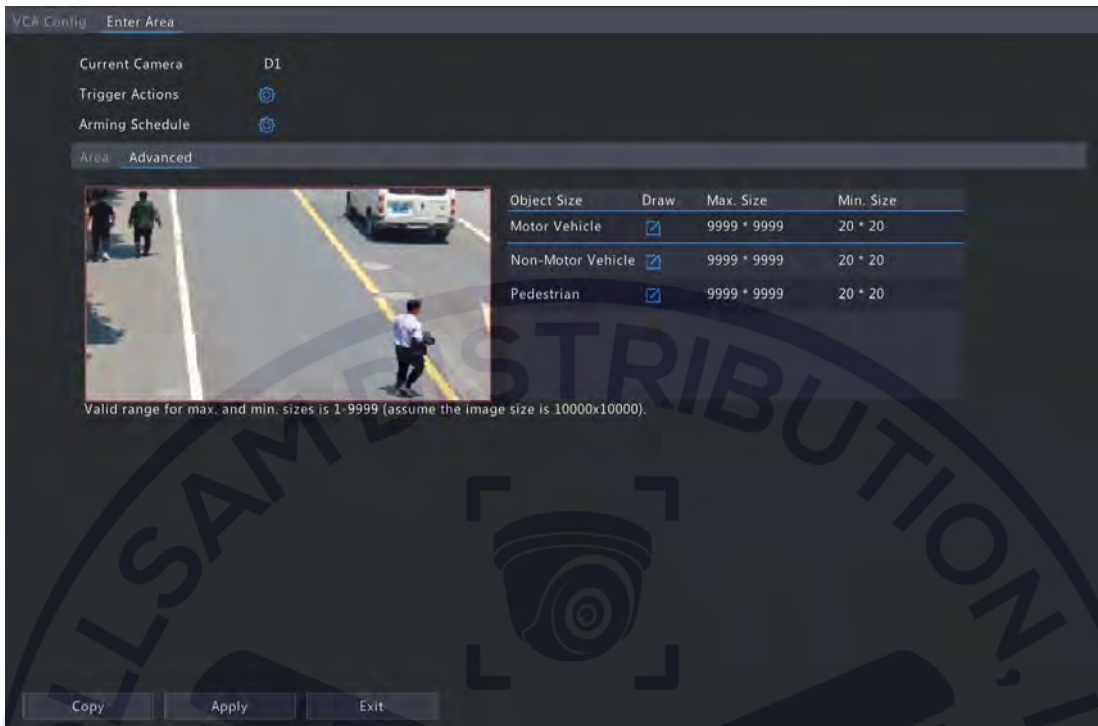 VCA Config Enter Area
Current Camera D1
Trigger Actions
Arming Schedule
Area Advanced
Object Size Draw Max. Size Min. Size
Motor Vehicle 9999 * 9999 20 * 20
Non-Motor Vehicle 9999 * 9999 20 * 20
Pedestrian 9999 * 9999 20 * 20
Valid range for max. and min. sizes is 1-9999 (assume the image size is 10000x10000).
DISTRIBUTION,
Copy Apply Exit